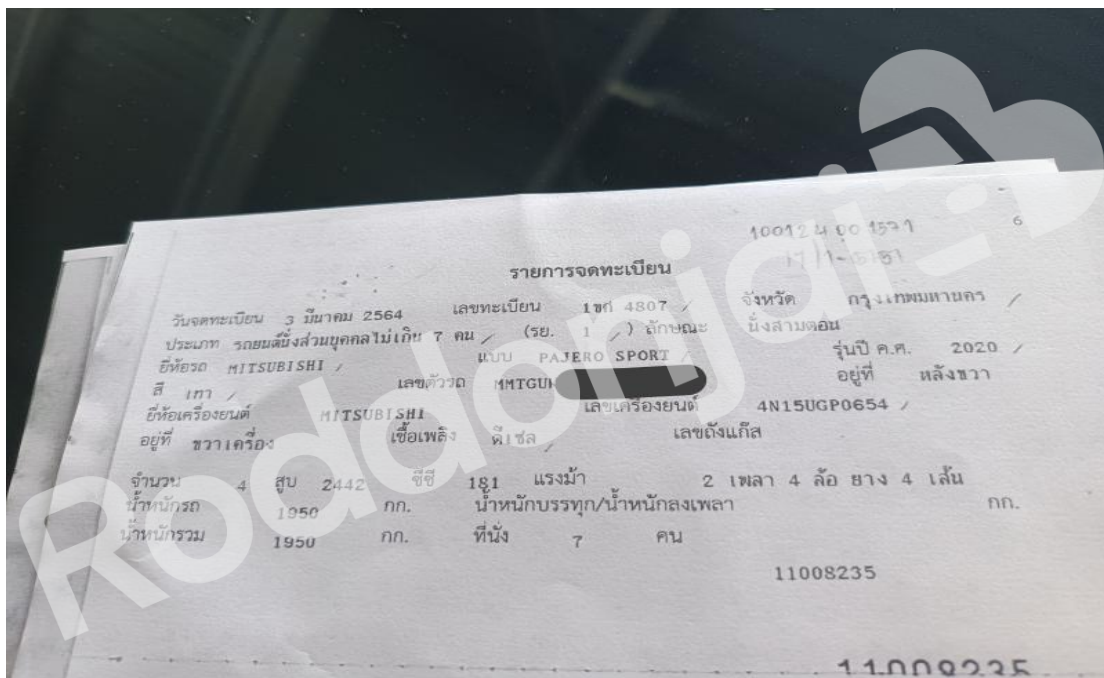 100124 00 1571
6
รายการจดทะเบียน
วันจดทะเบียน 3 มีนาคม 2564 เลขทะเบียน 1ขศ 4807 / จังหวัด กรุงเทพมหานคร /
ประเภท รถยนต์นั่งส่วนบุคคลไม่เกิน 7 คน / (รย. 1 / ) ลักษณะ นั่งสามตอน
ยี่ห้อรถ MITSUBISHI / แบบ PAJERO SPORT / รุ่นปี ค.ศ. 2020 /
สี เทา / เลขตัวรถ MMTGU อยู่ที่ หลังขวา
ยี่ห้อเครื่องยนต์ MITSUBISHI เลขเครื่องยนต์ 4N15UGP0654 /
อยู่ที่ ขวาเครื่อง เชื้อเพลิง ดีเซล / เลขถังแก๊ส
จำนวน 4 สูบ 2442 ซีซี 181 แรงม้า 2 เพลา 4 ล้อ ยาง 4 เส้น
น้ำหนักรถ 1950 กก. น้ำหนักบรรทุก/น้ำหนักลงเพลา กก.
น้ำหนักรวม 1950 กก. ที่นั่ง 7 คน
11008235
11008235
Roddonjai